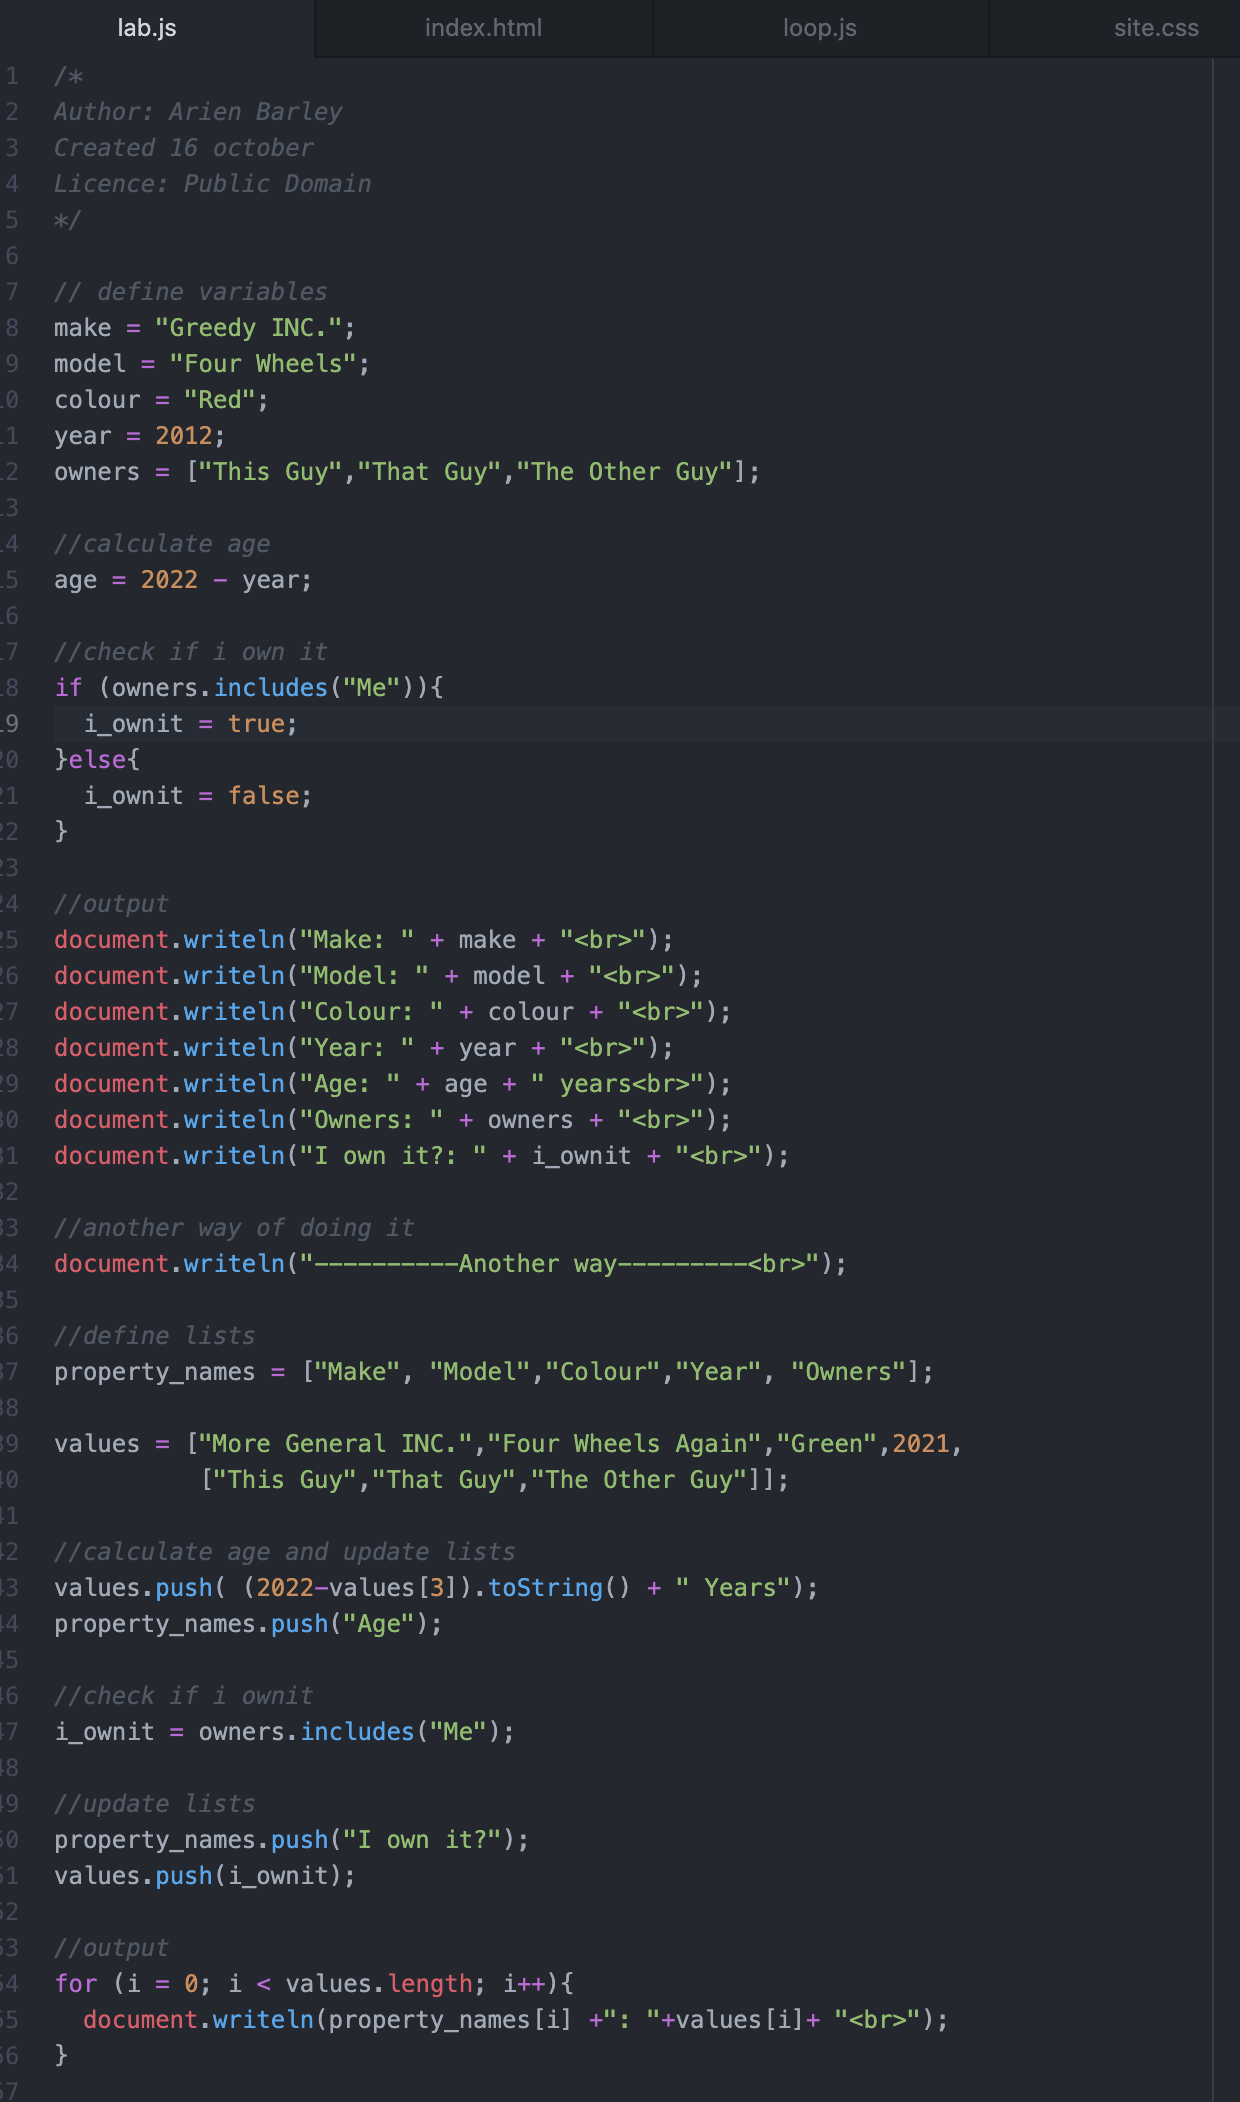 lab.js index.html loop.js site.css
1 /*
2 Author: Arien Barley
3 Created 16 october
4 Licence: Public Domain
5 */
6
7 // define variables
8 make = "Greedy INC.";
9 model = "Four Wheels";
0 colour = "Red";
1 year = 2012;
2 owners = ["This Guy","That Guy","The Other Guy"];
3
4 //calculate age
5 age = 2022 - year;
6
7 //check if i own it
8 if (owners.includes("Me")){
9   i_ownit = true;
20 }else{
21   i_ownit = false;
22 }
23
24 //output
25 document.writeln("Make: " + make + "<br>");
26 document.writeln("Model: " + model + "<br>");
27 document.writeln("Colour: " + colour + "<br>");
28 document.writeln("Year: " + year + "<br>");
29 document.writeln("Age: " + age + " years<br>");
30 document.writeln("Owners: " + owners + "<br>");
31 document.writeln("I own it?: " + i_ownit + "<br>");
32
33 //another way of doing it
34 document.writeln("----------Another way---------<br>");
35
36 //define lists
37 property_names = ["Make", "Model","Colour","Year", "Owners"];
38
39 values = ["More General INC.","Four Wheels Again","Green",2021,
40           ["This Guy","That Guy","The Other Guy"]];
41
42 //calculate age and update lists
43 values.push( (2022-values[3]).toString() + " Years");
44 property_names.push("Age");
45
46 //check if i ownit
47 i_ownit = owners.includes("Me");
48
49 //update lists
50 property_names.push("I own it?");
51 values.push(i_ownit);
52
53 //output
54 for (i = 0; i < values.length; i++){
55   document.writeln(property_names[i] +": "+values[i]+ "<br>");
56 }
57